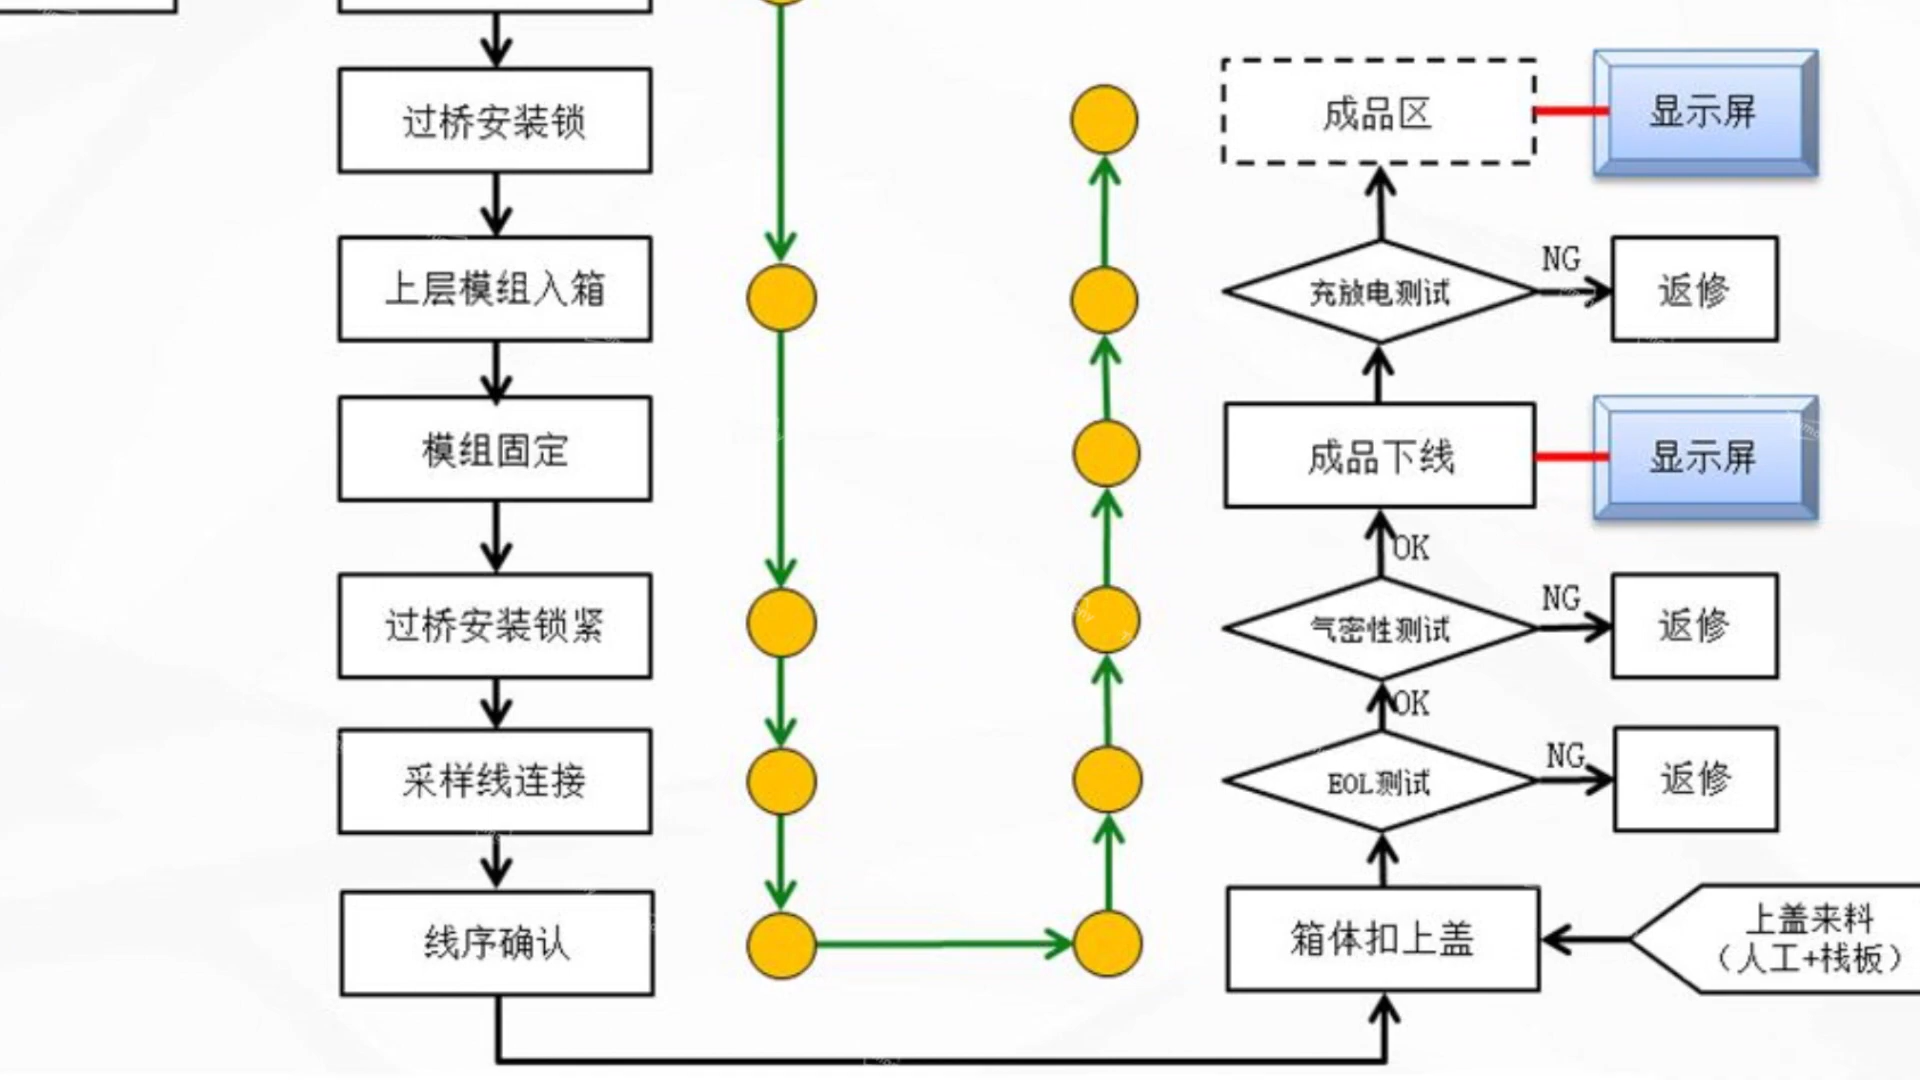 过桥安装锁
上层模组入箱
模组固定
过桥安装锁紧
采样线连接
线序确认
成品区
显示屏
充放电测试
NG
返修
成品下线
显示屏
OK
气密性测试
NG
返修
OK
EOL测试
NG
返修
箱体扣上盖
上盖来料
（人工+栈板）